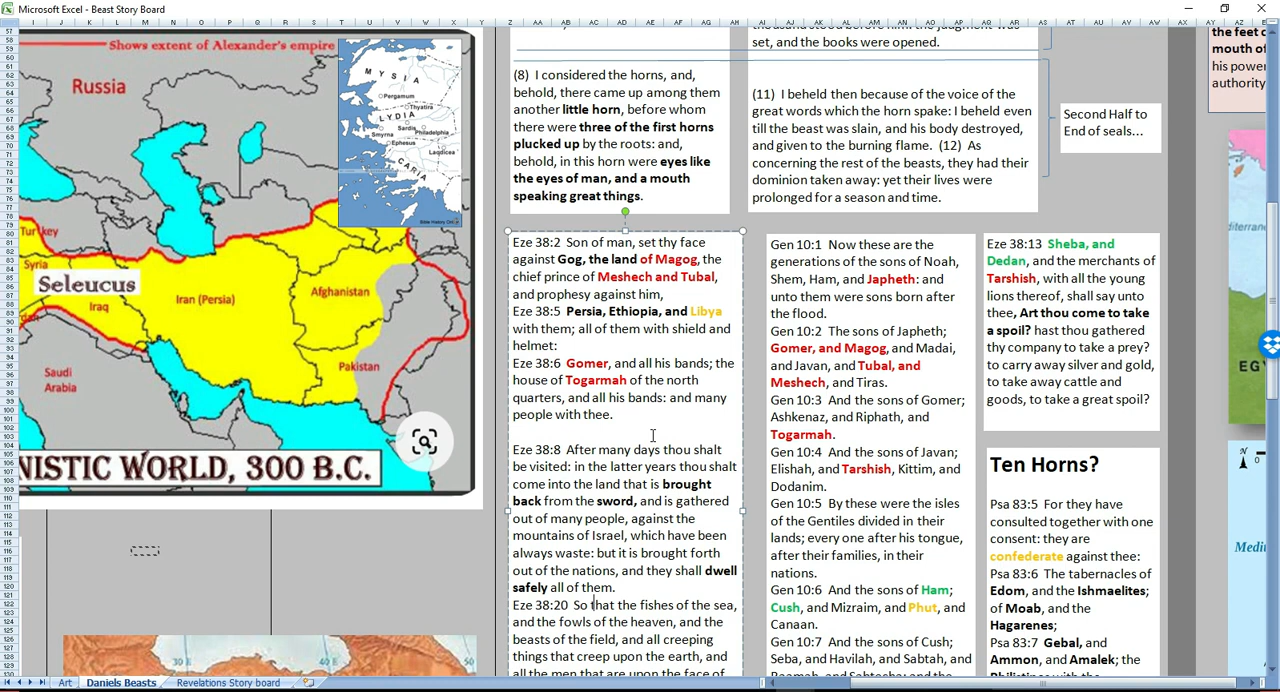 Microsoft Excel - Beast Story Board
Shows extent of Alexander's empire
Russia
MYSIA
Pergamum
Thyatira
LYDIA
Sardis
Smyrna
Philadelphia
Ephesus
Laodicea
CARIA
Turkey
Syria
Seleucus
Iraq
Iran (Persia)
Afghanistan
Pakistan
Saudi
Arabia
NISTIC WORLD, 300 B.C.
set, and the books were opened.
(8) I considered the horns, and,
behold, there came up among them
another little horn, before whom
there were three of the first horns
plucked up by the roots: and,
behold, in this horn were eyes like
the eyes of man, and a mouth
speaking great things.
(11) I beheld then because of the voice of the
great words which the horn spake: I beheld even
till the beast was slain, and his body destroyed,
and given to the burning flame. (12) As
concerning the rest of the beasts, they had their
dominion taken away: yet their lives were
prolonged for a season and time.
Second Half to
End of seals...
the feet o
mouth of
his powe
authority
Eze 38:2 Son of man, set thy face
against Gog, the land of Magog, the
chief prince of Meshech and Tubal,
and prophesy against him,
Eze 38:5 Persia, Ethiopia, and Libya
with them; all of them with shield and
helmet:
Eze 38:6 Gomer, and all his bands; the
house of Togarmah of the north
quarters, and all his bands: and many
people with thee.
Eze 38:8 After many days thou shalt
be visited: in the latter years thou shalt
come into the land that is brought
back from the sword, and is gathered
out of many people, against the
mountains of Israel, which have been
always waste: but it is brought forth
out of the nations, and they shall dwell
safely all of them.
Eze 38:20 So that the fishes of the sea,
and the fowls of the heaven, and the
beasts of the field, and all creeping
things that creep upon the earth, and
all the men that are upon the face of
Gen 10:1 Now these are the
generations of the sons of Noah,
Shem, Ham, and Japheth: and
unto them were sons born after
the flood.
Gen 10:2 The sons of Japheth;
Gomer, and Magog, and Madai,
and Javan, and Tubal, and
Meshech, and Tiras.
Gen 10:3 And the sons of Gomer;
Ashkenaz, and Riphath, and
Togarmah.
Gen 10:4 And the sons of Javan;
Elishah, and Tarshish, Kittim, and
Dodanim.
Gen 10:5 By these were the isles
of the Gentiles divided in their
lands; every one after his tongue,
after their families, in their
nations.
Gen 10:6 And the sons of Ham;
Cush, and Mizraim, and Phut, and
Canaan.
Gen 10:7 And the sons of Cush;
Seba, and Havilah, and Sabtah, and
Eze 38:13 Sheba, and
Dedan, and the merchants of
Tarshish, with all the young
lions thereof, shall say unto
thee, Art thou come to take
a spoil? hast thou gathered
thy company to take a prey?
to carry away silver and gold,
to take away cattle and
goods, to take a great spoil?
Ten Horns?
Psa 83:5 For they have
consulted together with one
consent: they are
confederate against thee:
Psa 83:6 The tabernacles of
Edom, and the Ishmaelites;
of Moab, and the
Hagarenes;
Psa 83:7 Gebal, and
Ammon, and Amalek; the
EG
N
0
Medi
30 E
40 E
50
Art Daniels Beasts Revelations Story board